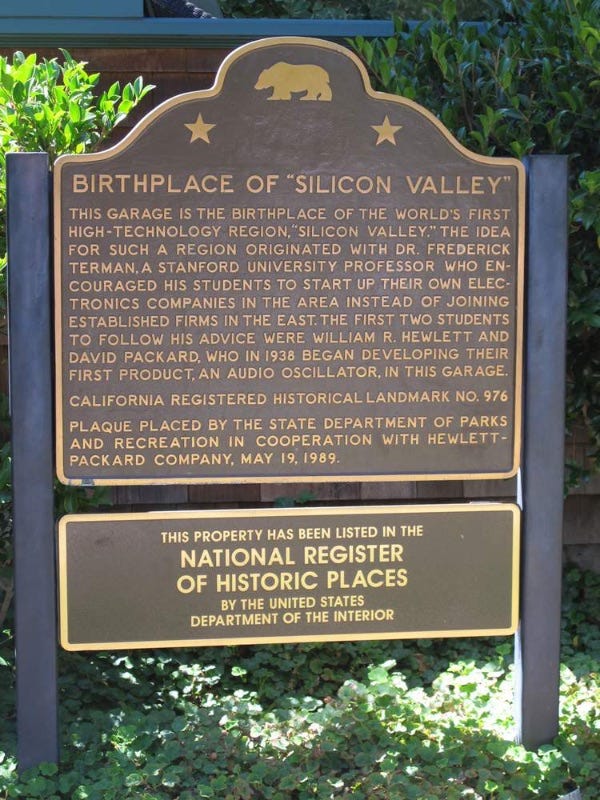 BIRTHPLACE OF "SILICON VALLEY"
THIS GARAGE IS THE BIRTHPLACE OF THE WORLD'S FIRST
HIGH-TECHNOLOGY REGION, "SILICON VALLEY." THE IDEA
FOR SUCH A REGION ORIGINATED WITH DR. FREDERICK
TERMAN, A STANFORD UNIVERSITY PROFESSOR WHO EN-
COURAGED HIS STUDENTS TO START UP THEIR OWN ELEC-
TRONICS COMPANIES IN THE AREA INSTEAD OF JOINING
ESTABLISHED FIRMS IN THE EAST. THE FIRST TWO STUDENTS
TO FOLLOW HIS ADVICE WERE WILLIAM R. HEWLETT AND
DAVID PACKARD, WHO IN 1938 BEGAN DEVELOPING THEIR
FIRST PRODUCT, AN AUDIO OSCILLATOR, IN THIS GARAGE.
CALIFORNIA REGISTERED HISTORICAL LANDMARK NO. 976
PLAQUE PLACED BY THE STATE DEPARTMENT OF PARKS
AND RECREATION IN COOPERATION WITH HEWLETT-
PACKARD COMPANY, MAY 19, 1989.
THIS PROPERTY HAS BEEN LISTED IN THE
NATIONAL REGISTER
OF HISTORIC PLACES
BY THE UNITED STATES
DEPARTMENT OF THE INTERIOR